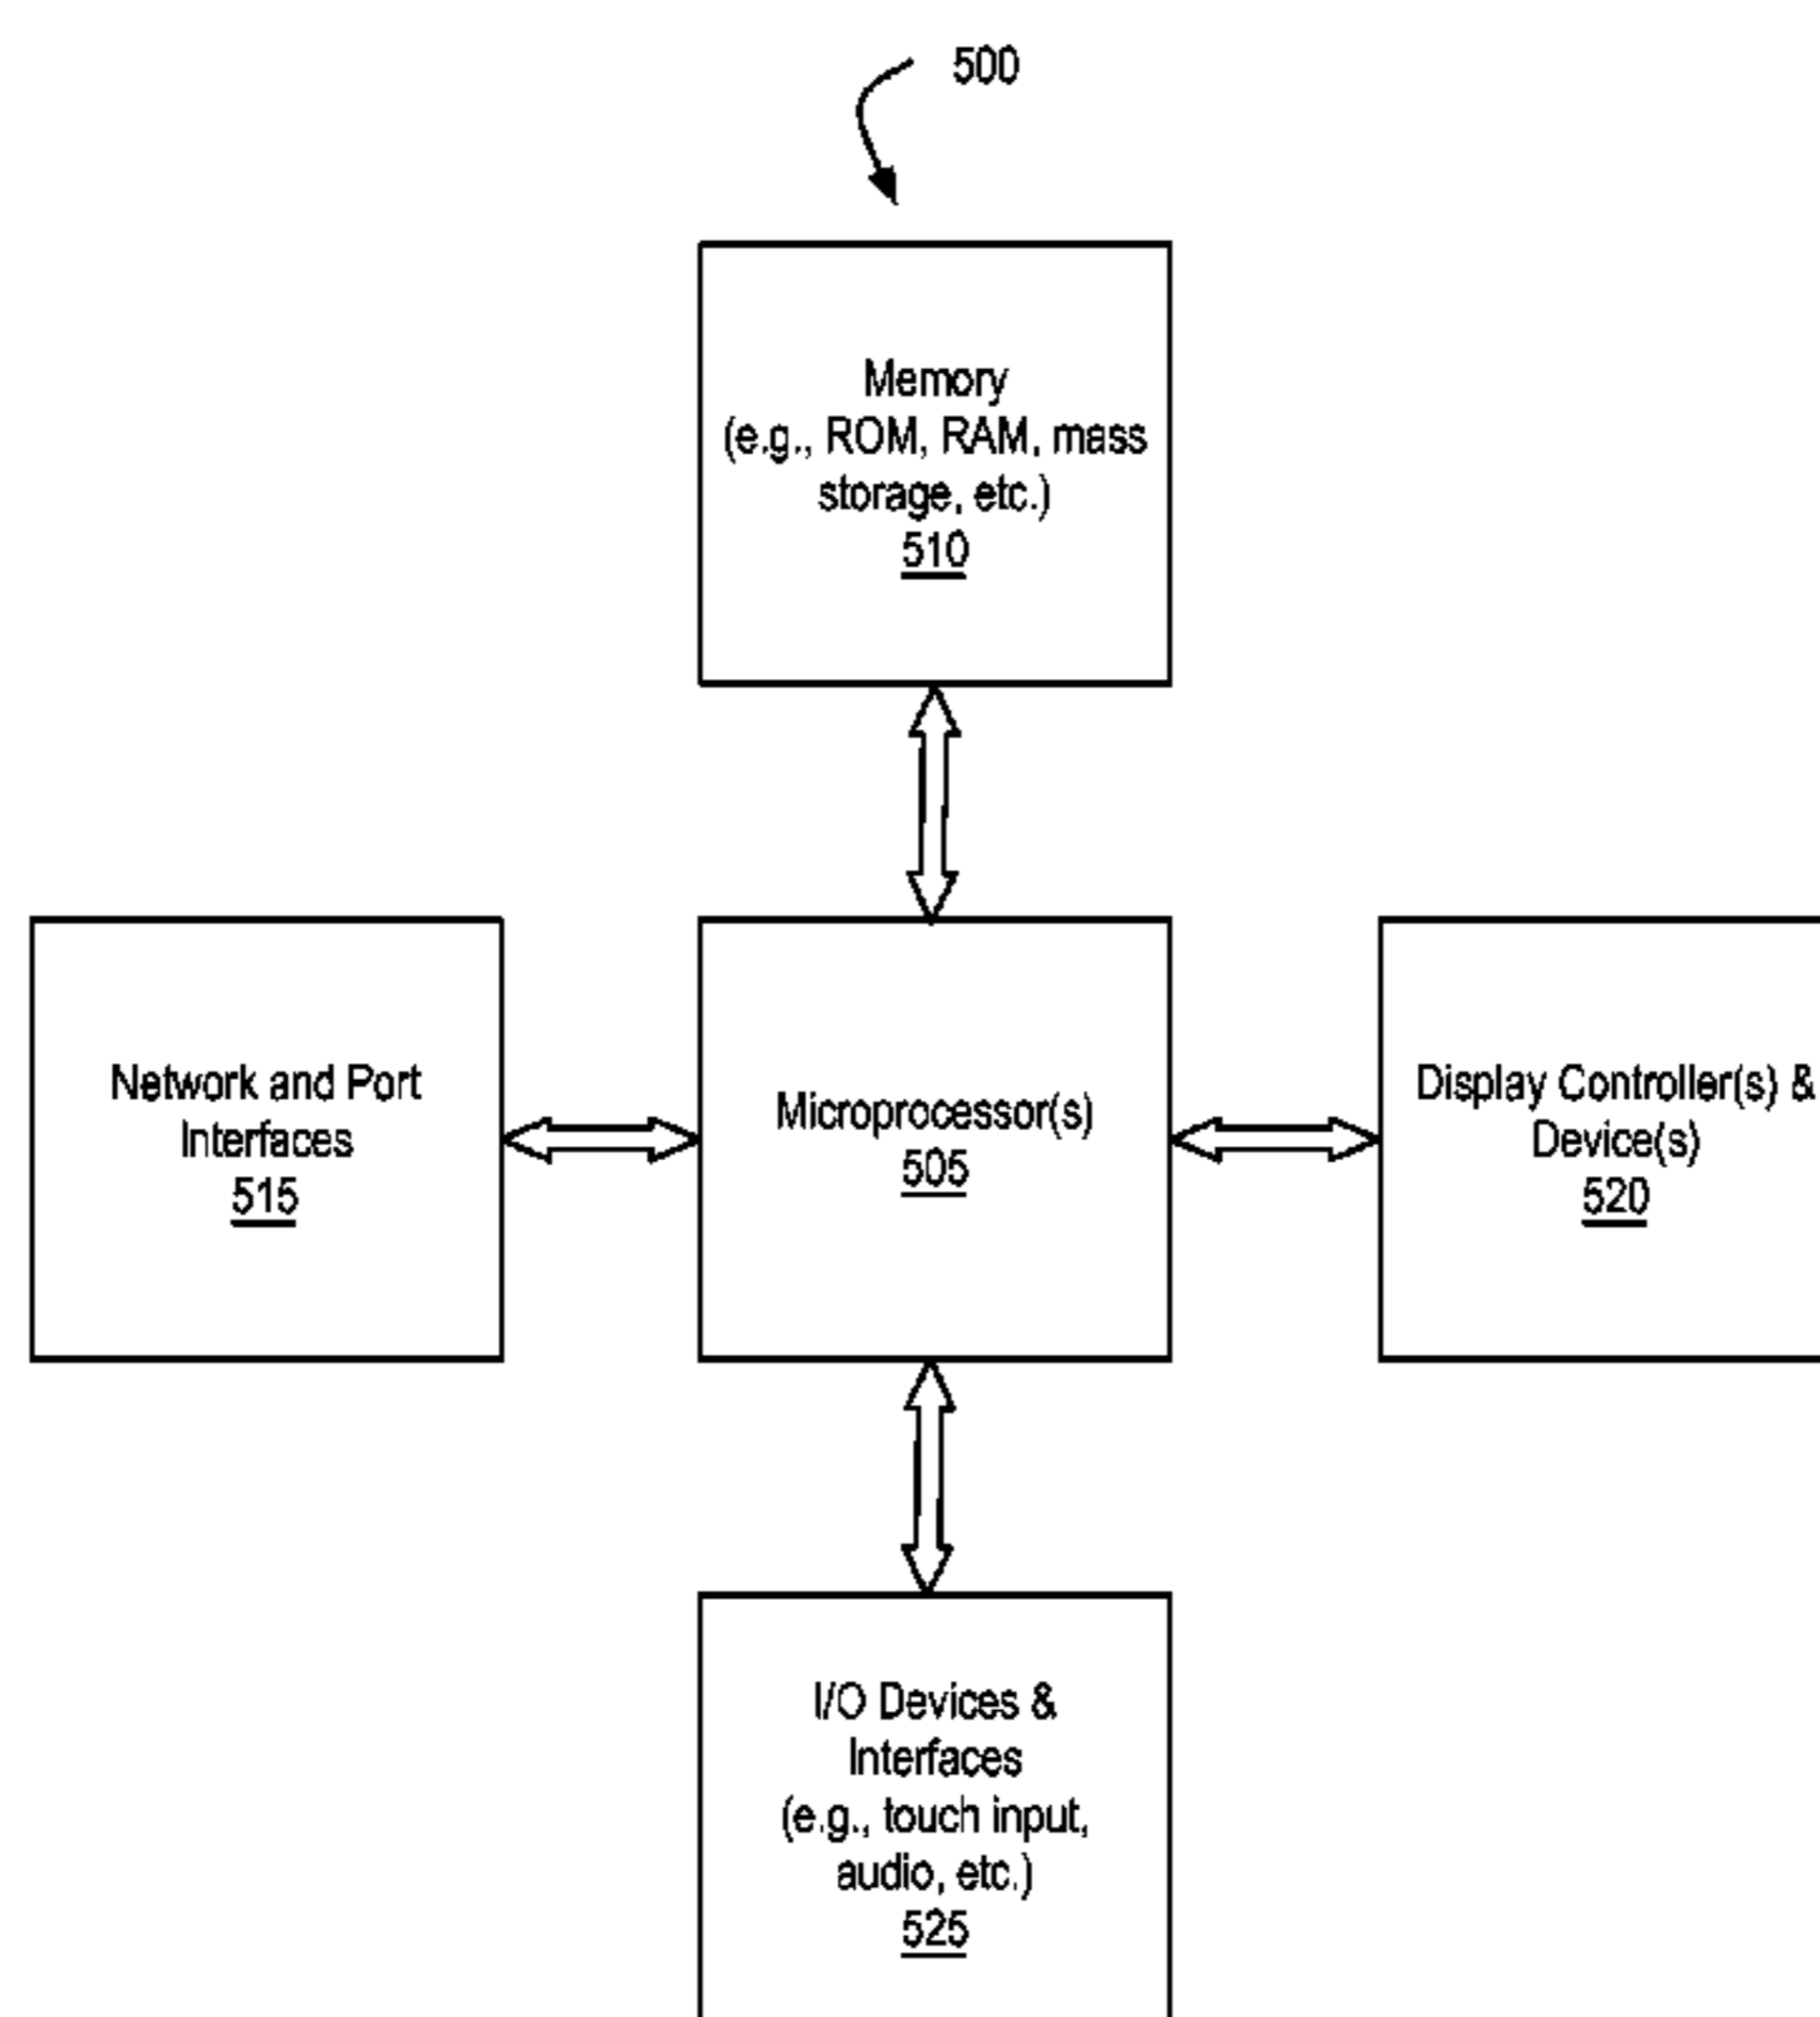 500
Memory
(e.g., ROM, RAM, mass
storage, etc.)
510
Network and Port
Interfaces
515
Microprocessor(s)
505
Display Controller(s) &
Device(s)
520
I/O Devices &
Interfaces
(e.g., touch input,
audio, etc.)
525